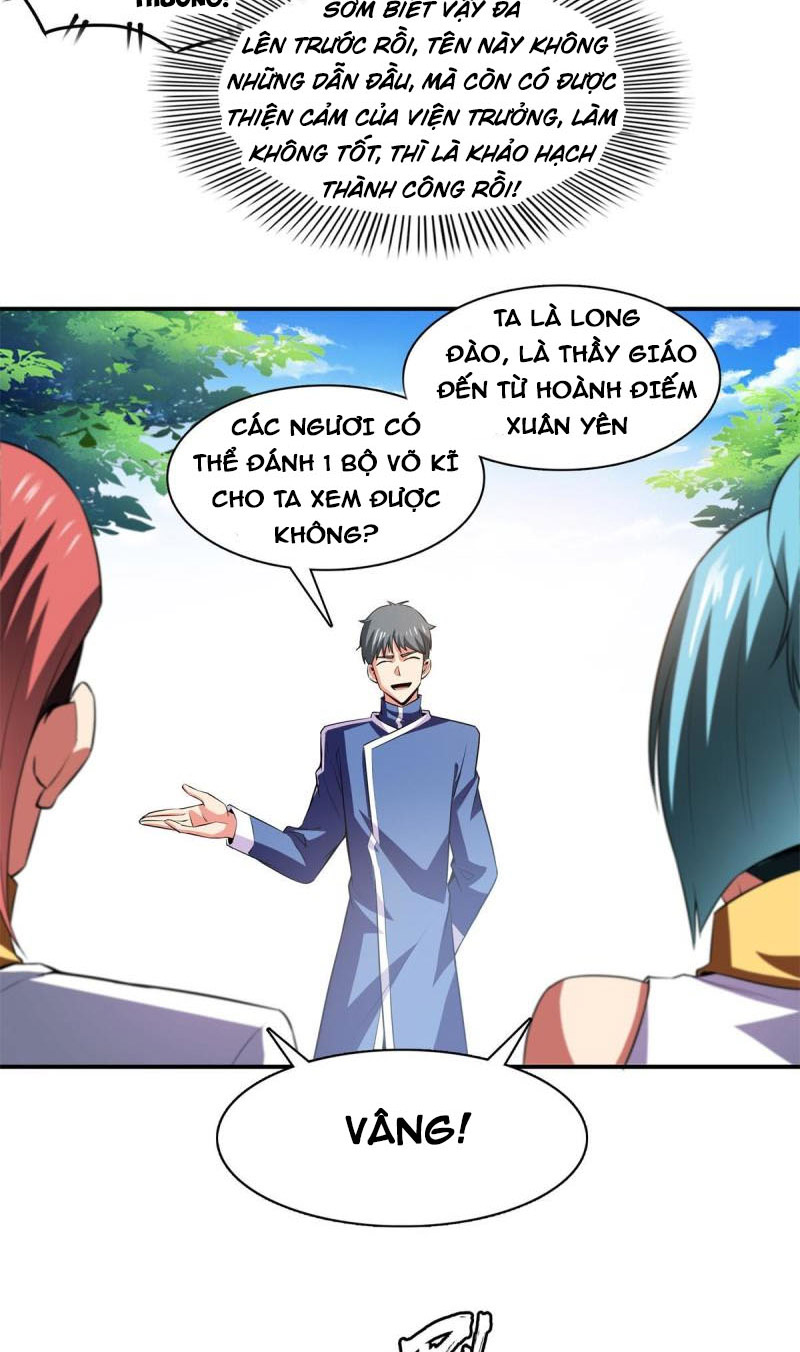 SỚM BIẾT VẬY ĐÃ
LÊN TRƯỚC RỒI, TÊN NÀY KHÔNG
NHỮNG DẪN ĐẦU, MÀ CÒN CÓ ĐƯỢC
THIỆN CẢM CỦA VIỆN TRƯỞNG, LÀM
KHÔNG TỐT, THÌ LÀ KHẢO HẠCH
THÀNH CÔNG RỒI!
TA LÀ LONG
ĐÀO, LÀ THẦY GIÁO
ĐẾN TỪ HOÀNH ĐIẾM
XUÂN YÊN
CÁC NGƯƠI CÓ
THỂ ĐÁNH 1 BỘ VÕ KĨ
CHO TA XEM ĐƯỢC
KHÔNG?
VÂNG!